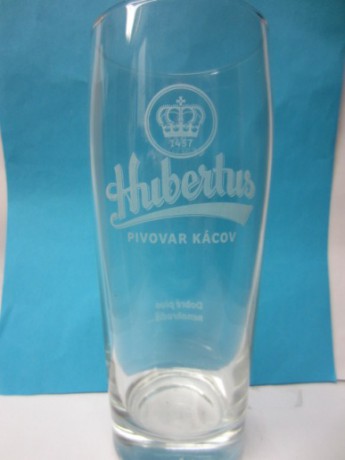 1457
Hubertus
PIVOVAR KÁCOV
Dobré pivo